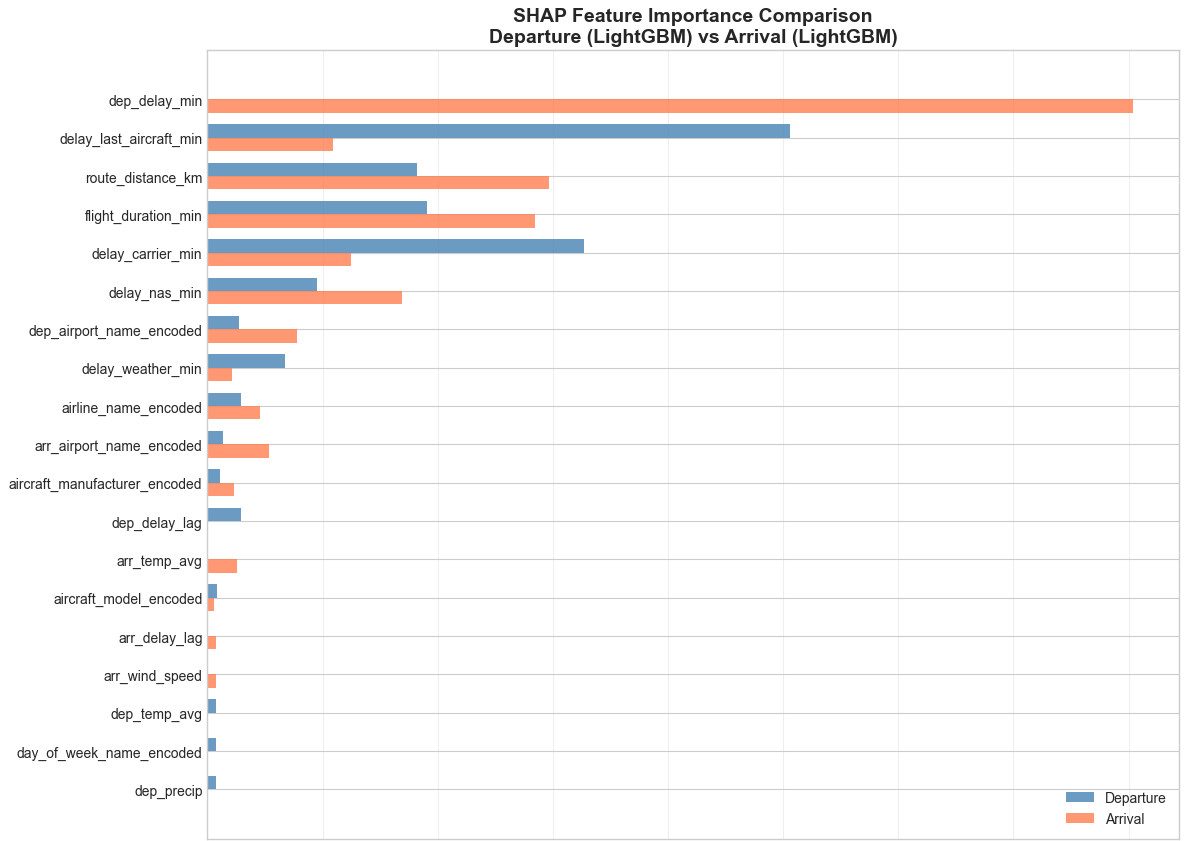 SHAP Feature Importance Comparison
Departure (LightGBM) vs Arrival (LightGBM)
dep_delay_min
delay_last_aircraft_min
route_distance_km
flight_duration_min
delay_carrier_min
delay_nas_min
dep_airport_name_encoded
delay_weather_min
airline_name_encoded
arr_airport_name_encoded
aircraft_manufacturer_encoded
dep_delay_lag
arr_temp_avg
aircraft_model_encoded
arr_delay_lag
arr_wind_speed
dep_temp_avg
day_of_week_name_encoded
dep_precip
Departure
Arrival